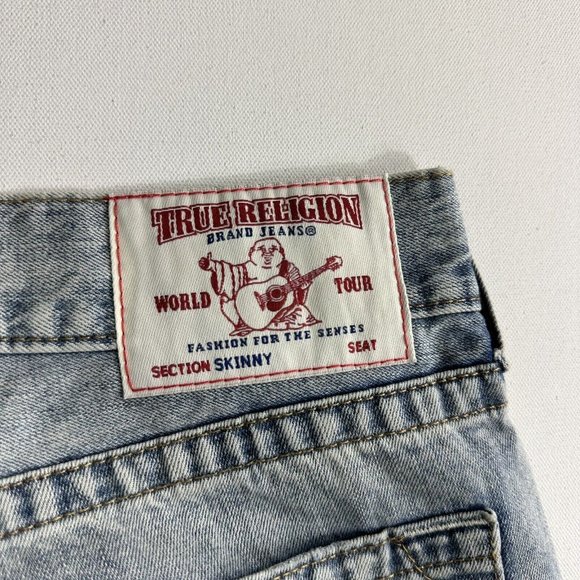 TRUE RELIGION
BRAND JEANS®
WORLD TOUR
FASHION FOR THE SENSES
SECTION SKINNY SEAT